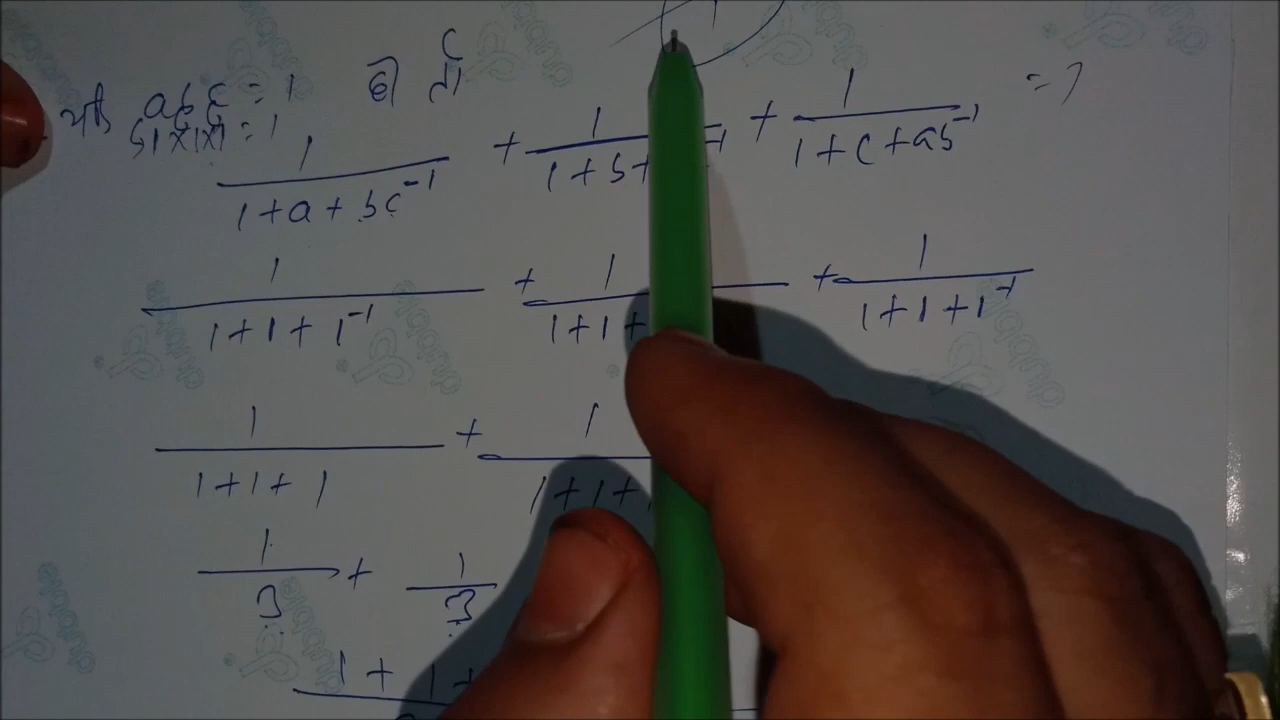 यदि abc = 1 हो तो
1x1x1 = 1
1/(1+a+bc⁻¹) + 1/(1+b+ ⁻¹) + 1/(1+c+ab⁻¹) = ?
1/(1+1+1⁻¹) + 1/(1+1+ + 1/(1+1+1⁻¹)
1/(1+1+1) + 1/(1+1+
1/3 + 1/3
1 + 1 +